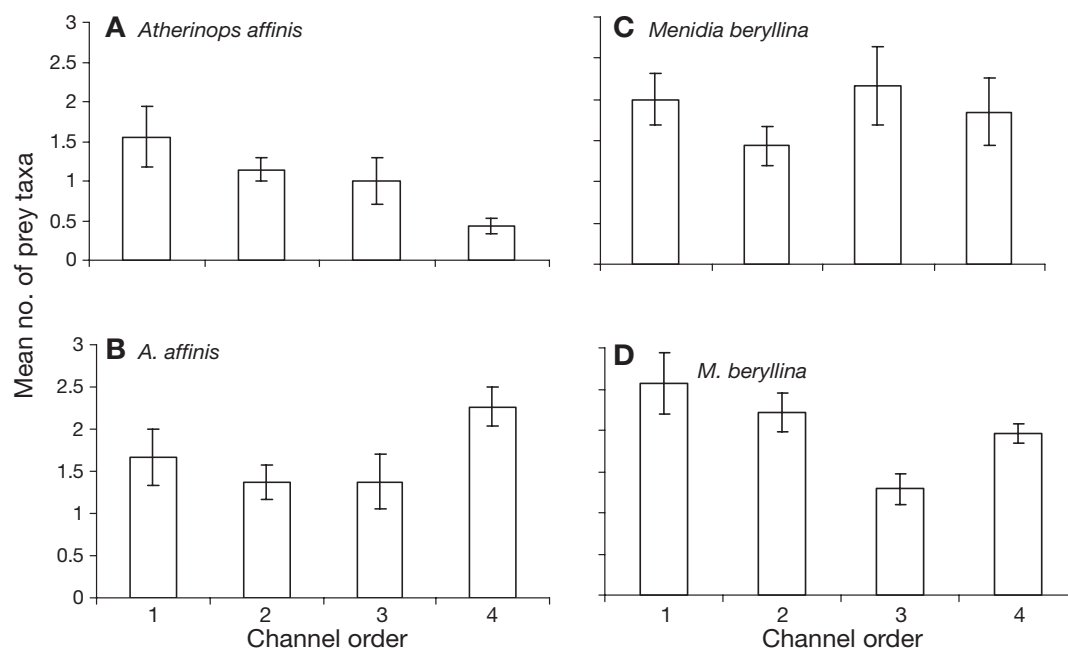 Mean no. of prey taxa
A Atherinops affinis
3
2.5
2
1.5
1
0.5
0
C Menidia beryllina
B A. affinis
3
2.5
2
1.5
1
0.5
0
1 2 3 4
Channel order
D M. beryllina
1 2 3 4
Channel order